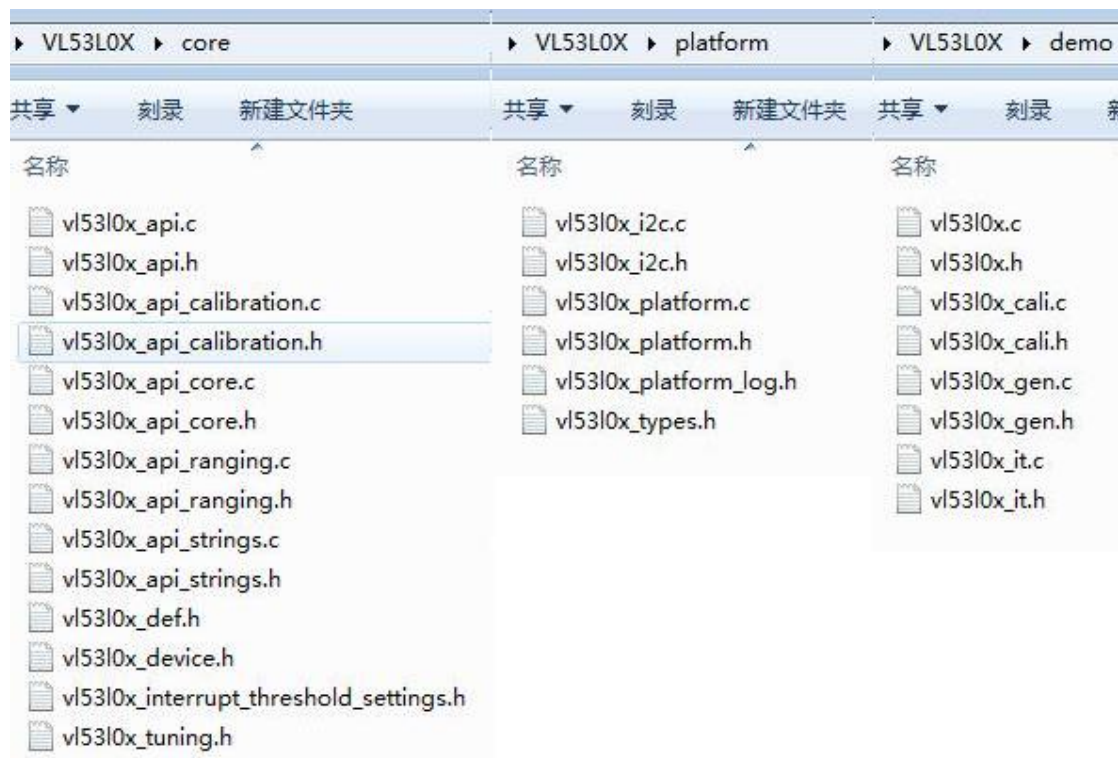 VL53L0X ▸ core
共享 刻录 新建文件夹
名称
vl53l0x_api.c
vl53l0x_api.h
vl53l0x_api_calibration.c
vl53l0x_api_calibration.h
vl53l0x_api_core.c
vl53l0x_api_core.h
vl53l0x_api_ranging.c
vl53l0x_api_ranging.h
vl53l0x_api_strings.c
vl53l0x_api_strings.h
vl53l0x_def.h
vl53l0x_device.h
vl53l0x_interrupt_threshold_settings.h
vl53l0x_tuning.h
VL53L0X ▸ platform
共享 刻录 新建文件夹
名称
vl53l0x_i2c.c
vl53l0x_i2c.h
vl53l0x_platform.c
vl53l0x_platform.h
vl53l0x_platform_log.h
vl53l0x_types.h
VL53L0X ▸ demo
共享 刻录
名称
vl53l0x.c
vl53l0x.h
vl53l0x_cali.c
vl53l0x_cali.h
vl53l0x_gen.c
vl53l0x_gen.h
vl53l0x_it.c
vl53l0x_it.h